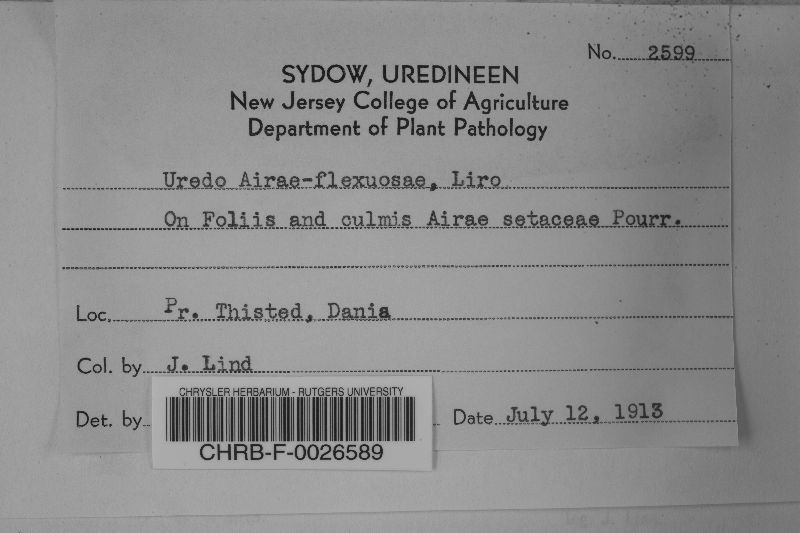 No. 2599
SYDOW, UREDINEEN
New Jersey College of Agriculture
Department of Plant Pathology
Uredo Airae-flexuosae, Liro
On Foliis and culmis Airae setaceae Pourr.
Loc. Pr. Thisted, Dania
Col. by J. Lind
Det. by
Date July 12, 1913
CHRYSLER HERBARIUM - RUTGERS UNIVERSITY
CHRB-F-0026589